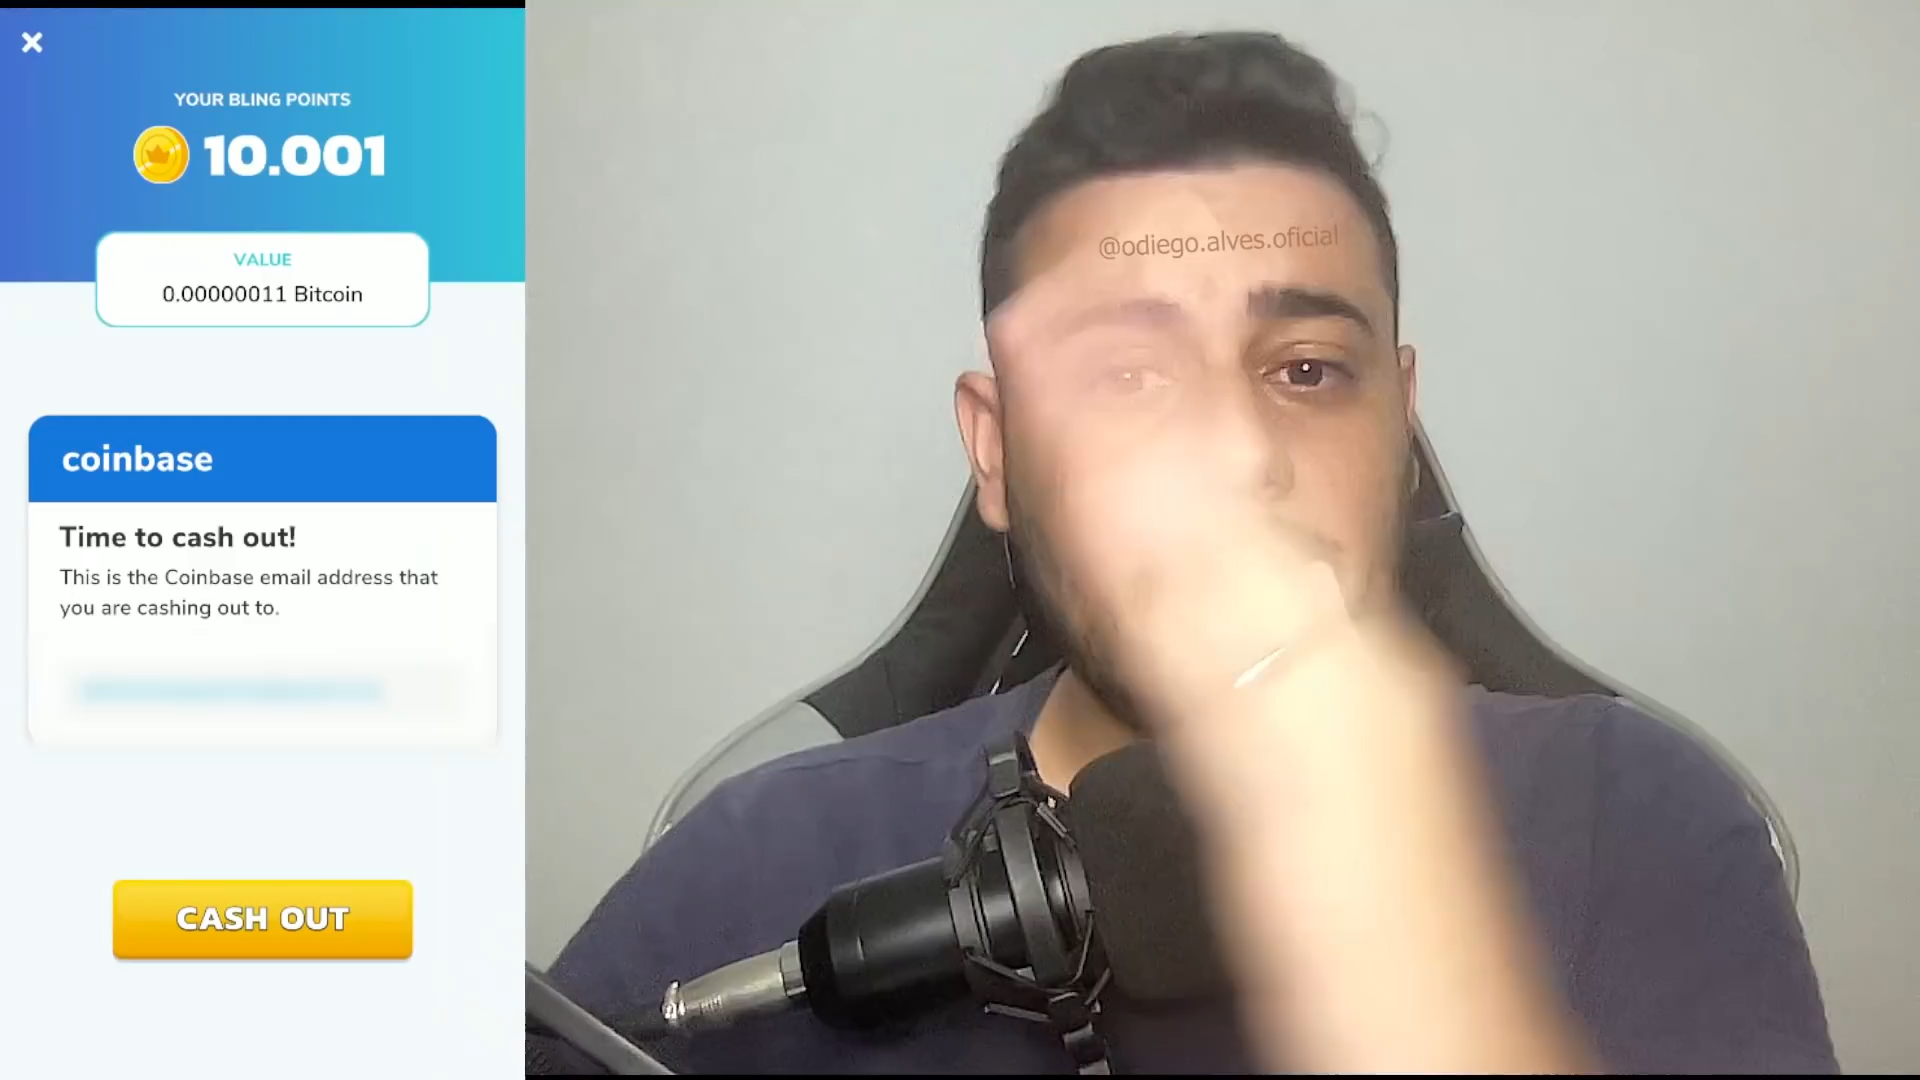 YOUR BLING POINTS
10.001
VALUE
0.00000011 Bitcoin
coinbase
Time to cash out!
This is the Coinbase email address that
you are cashing out to.
CASH OUT
@odiego.alves.oficial